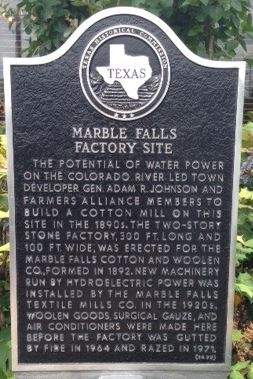 TEXAS HISTORICAL COMMISSION
TEXAS
MARBLE FALLS
FACTORY SITE
THE POTENTIAL OF WATER POWER
ON THE COLORADO RIVER LED TOWN
DEVELOPER GEN. ADAM R. JOHNSON AND
FARMERS ALLIANCE MEMBERS TO
BUILD A COTTON MILL ON THIS
SITE IN THE 1890s. THE TWO-STORY
STONE FACTORY, 300 FT. LONG AND
100 FT. WIDE, WAS ERECTED FOR THE
MARBLE FALLS COTTON AND WOOLEN
CO., FORMED IN 1892. NEW MACHINERY
RUN BY HYDROELECTRIC POWER WAS
INSTALLED BY THE MARBLE FALLS
TEXTILE MILLS CO. IN THE 1920s.
WOOLEN GOODS, SURGICAL GAUZE, AND
AIR CONDITIONERS WERE MADE HERE
BEFORE THE FACTORY WAS GUTTED
BY FIRE IN 1964 AND RAZED IN 1971.